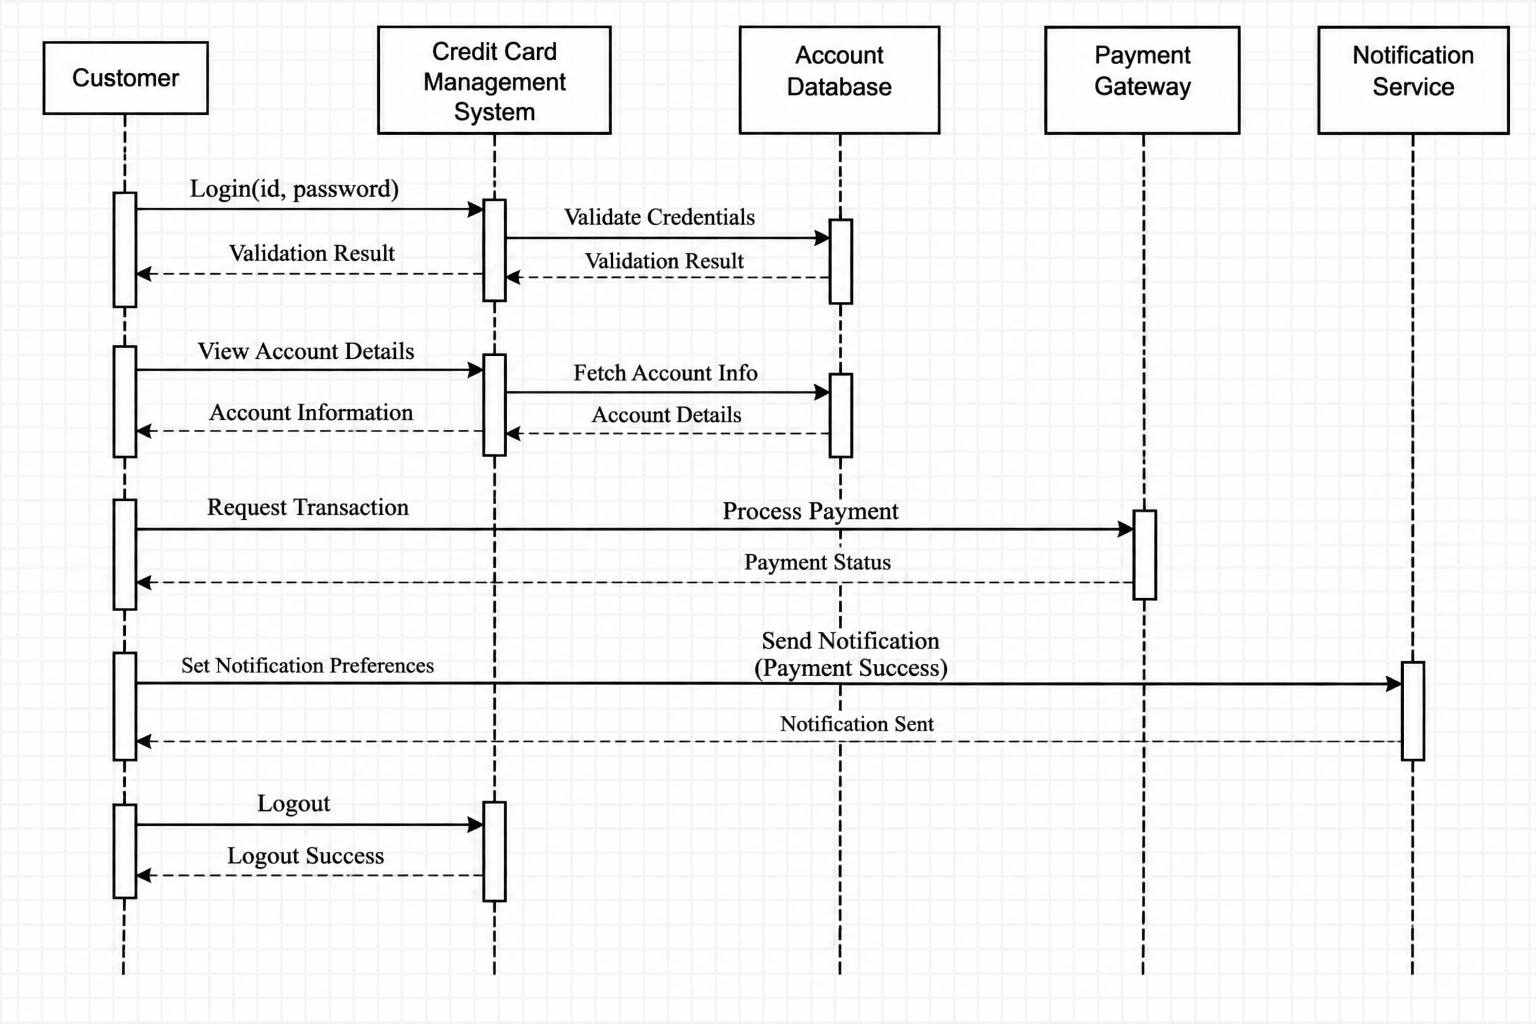 Customer
Credit Card
Management
System
Account
Database
Payment
Gateway
Notification
Service
Login(id, password)
Validate Credentials
Validation Result
Validation Result
View Account Details
Fetch Account Info
Account Information
Account Details
Request Transaction
Process Payment
Payment Status
Send Notification
(Payment Success)
Set Notification Preferences
Notification Sent
Logout
Logout Success